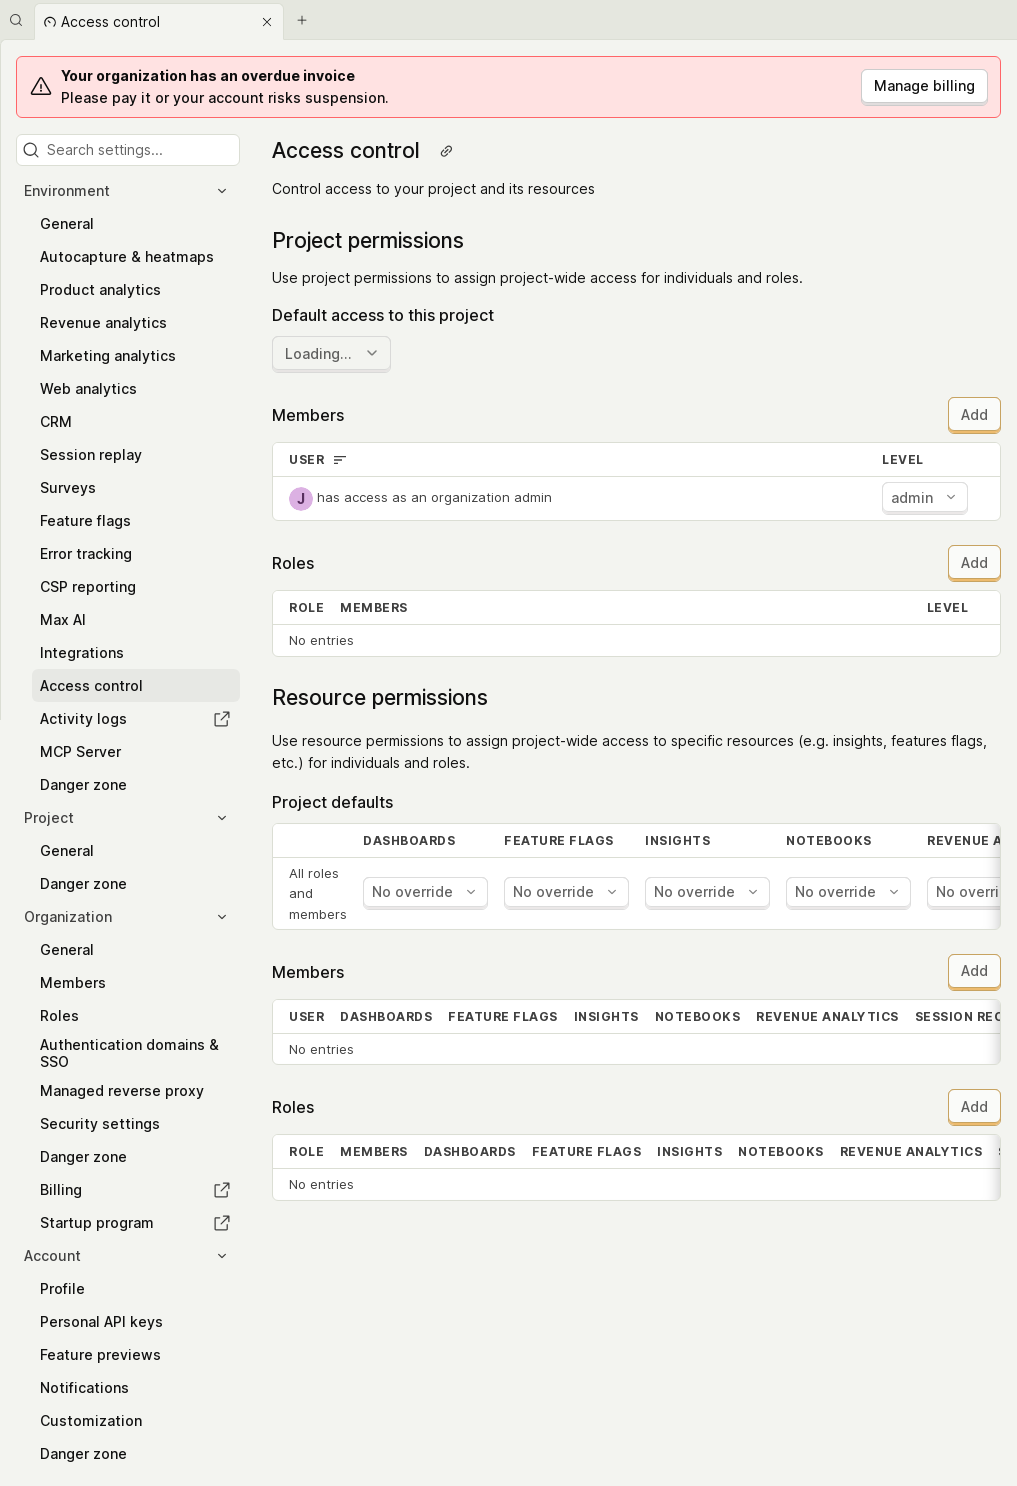 Access control
Your organization has an overdue invoice
Please pay it or your account risks suspension.
Manage billing
Search settings...
Environment
General
Autocapture & heatmaps
Product analytics
Revenue analytics
Marketing analytics
Web analytics
CRM
Session replay
Surveys
Feature flags
Error tracking
CSP reporting
Max AI
Integrations
Access control
Activity logs
MCP Server
Danger zone
Project
General
Danger zone
Organization
General
Members
Roles
Authentication domains &
SSO
Managed reverse proxy
Security settings
Danger zone
Billing
Startup program
Account
Profile
Personal API keys
Feature previews
Notifications
Customization
Danger zone
Access control
Control access to your project and its resources
Project permissions
Use project permissions to assign project-wide access for individuals and roles.
Default access to this project
Loading...
Members Add
USER LEVEL
J has access as an organization admin admin
Roles Add
ROLE MEMBERS LEVEL
No entries
Resource permissions
Use resource permissions to assign project-wide access to specific resources (e.g. insights, features flags,
etc.) for individuals and roles.
Project defaults
DASHBOARDS FEATURE FLAGS INSIGHTS NOTEBOOKS REVENUE A
All roles
and
members
No override No override No override No override No overri
Members Add
USER DASHBOARDS FEATURE FLAGS INSIGHTS NOTEBOOKS REVENUE ANALYTICS SESSION REC
No entries
Roles Add
ROLE MEMBERS DASHBOARDS FEATURE FLAGS INSIGHTS NOTEBOOKS REVENUE ANALYTICS
No entries